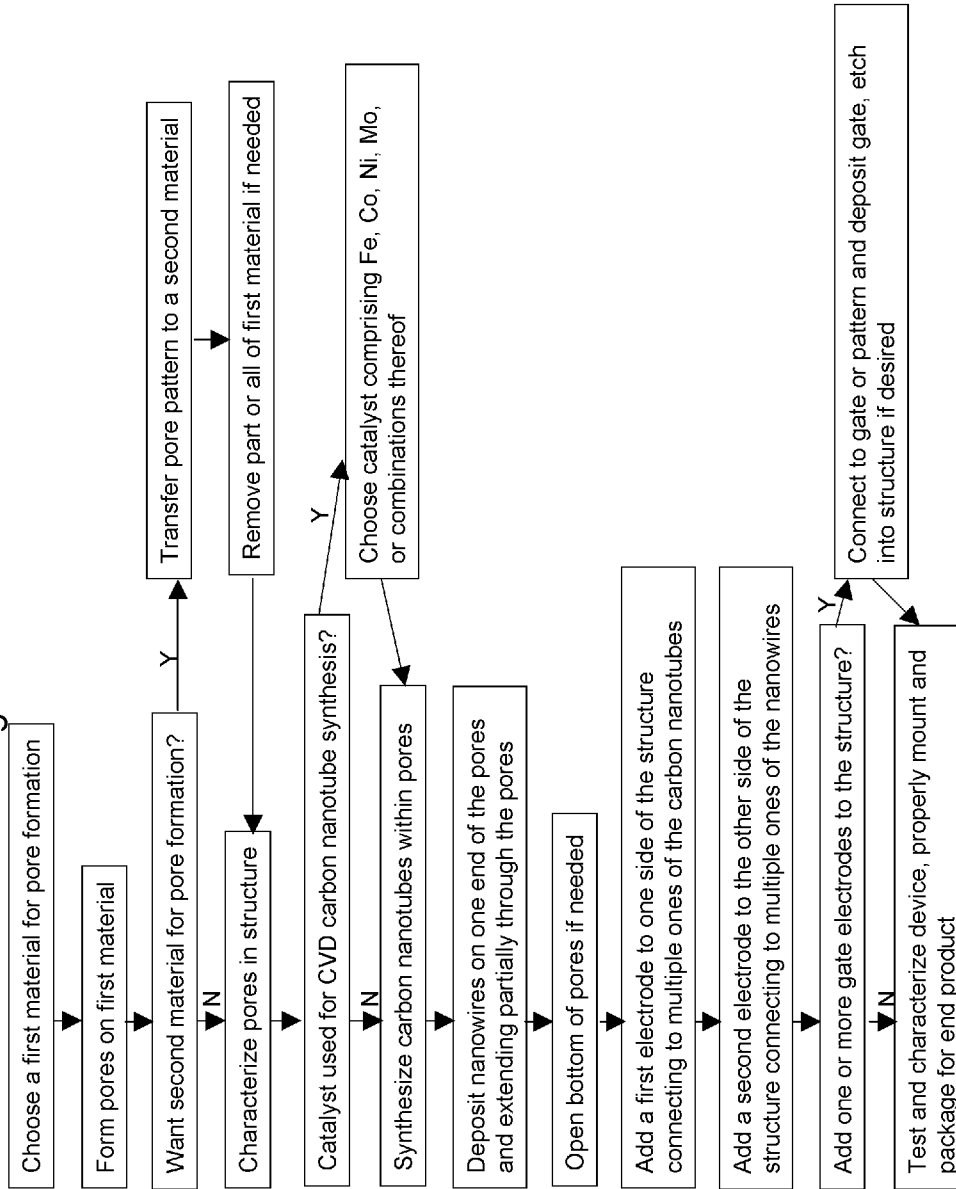 Choose a first material for pore formation
Form pores on first material
Want second material for pore formation?
Y
Transfer pore pattern to a second material
Remove part or all of first material if needed
N
Characterize pores in structure
Catalyst used for CVD carbon nanotube synthesis?
Y
Choose catalyst comprising Fe, Co, Ni, Mo,
or combinations thereof
N
Synthesize carbon nanotubes within pores
Deposit nanowires on one end of the pores
and extending partially through the pores
Open bottom of pores if needed
Add a first electrode to one side of the structure
connecting to multiple ones of the carbon nanotubes
Add a second electrode to the other side of the
structure connecting to multiple ones of the nanowires
Add one or more gate electrodes to the structure?
Y
Connect to gate or pattern and deposit gate, etch
into structure if desired
N
Test and characterize device, properly mount and
package for end product